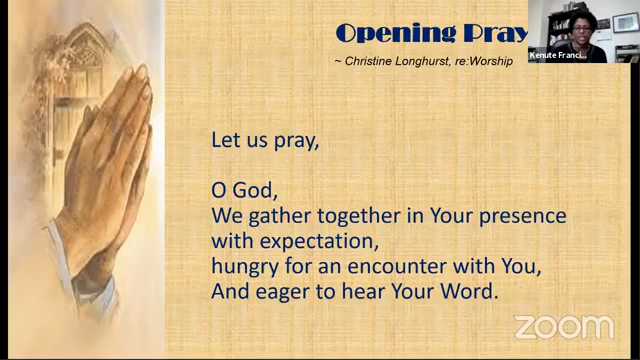 Opening Pray
~ Christine Longhurst, re:Worship
Kenute Franci...
Let us pray,
O God,
We gather together in Your presence
with expectation,
hungry for an encounter with You,
And eager to hear Your Word.
zoom